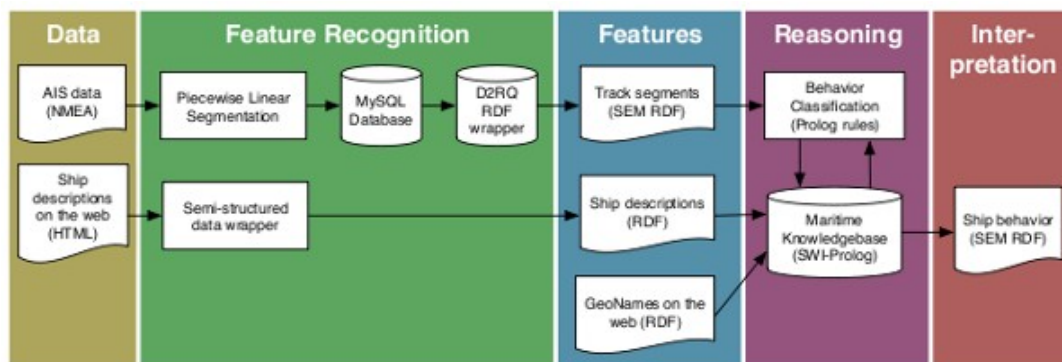 Data
Feature Recognition
Features
Reasoning
Inter-
pretation
AIS data
(NMEA)
Piecewise Linear
Segmentation
MySQL
Database
D2RQ
RDF
wrapper
Track segments
(SEM RDF)
Behavior
Classification
(Prolog rules)
Ship
descriptions
on the web
(HTML)
Semi-structured
data wrapper
Ship descriptions
(RDF)
Maritime
Knowledgebase
(SWI-Prolog)
Ship behavior
(SEM RDF)
GeoNames on the
web (RDF)